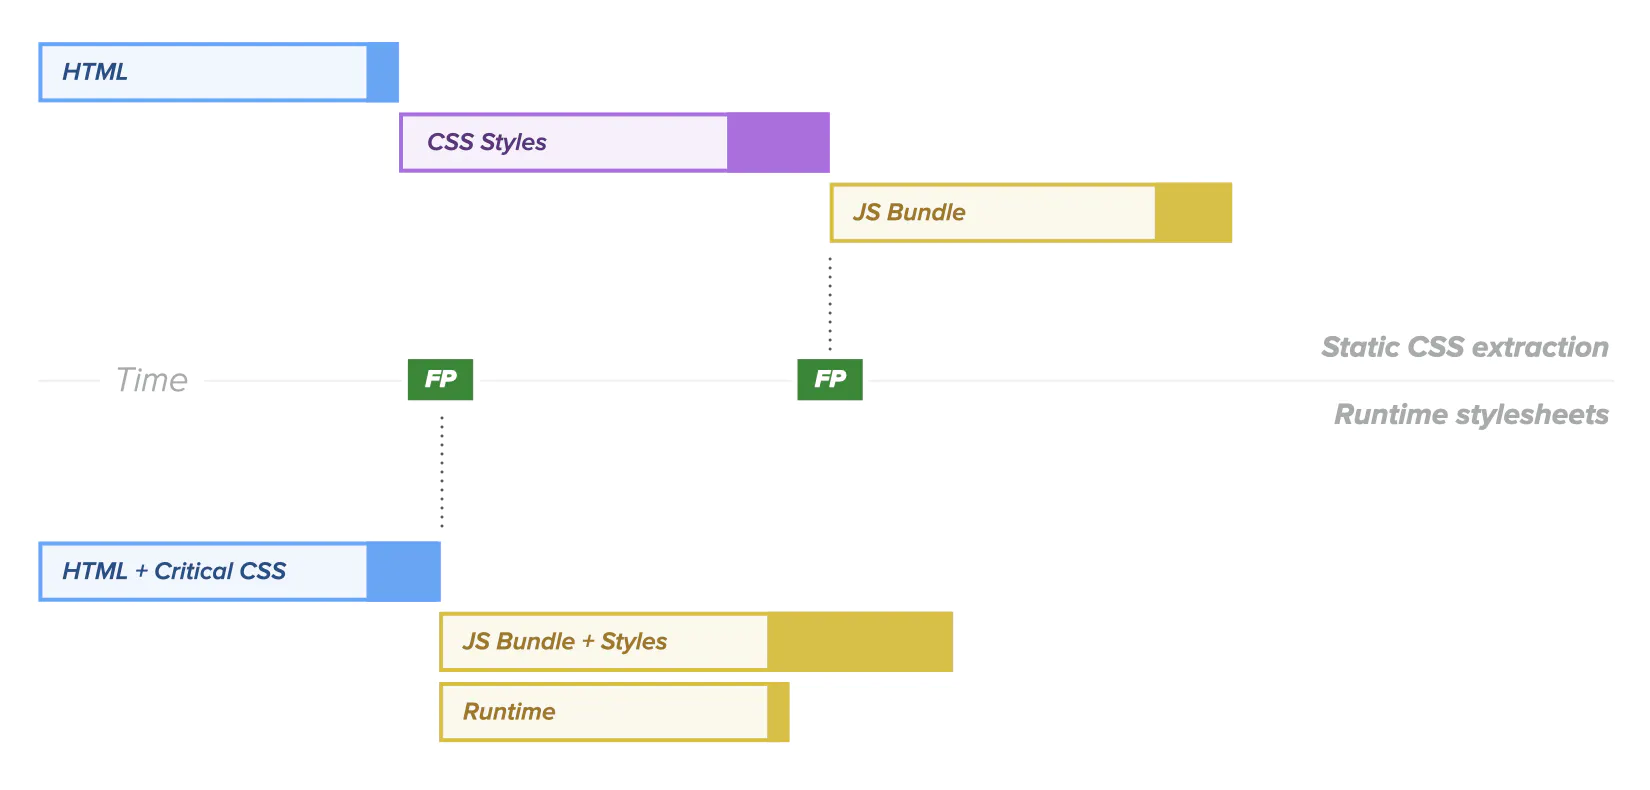 HTML
CSS Styles
JS Bundle
Static CSS extraction
Time
FP
FP
Runtime stylesheets
HTML + Critical CSS
JS Bundle + Styles
Runtime